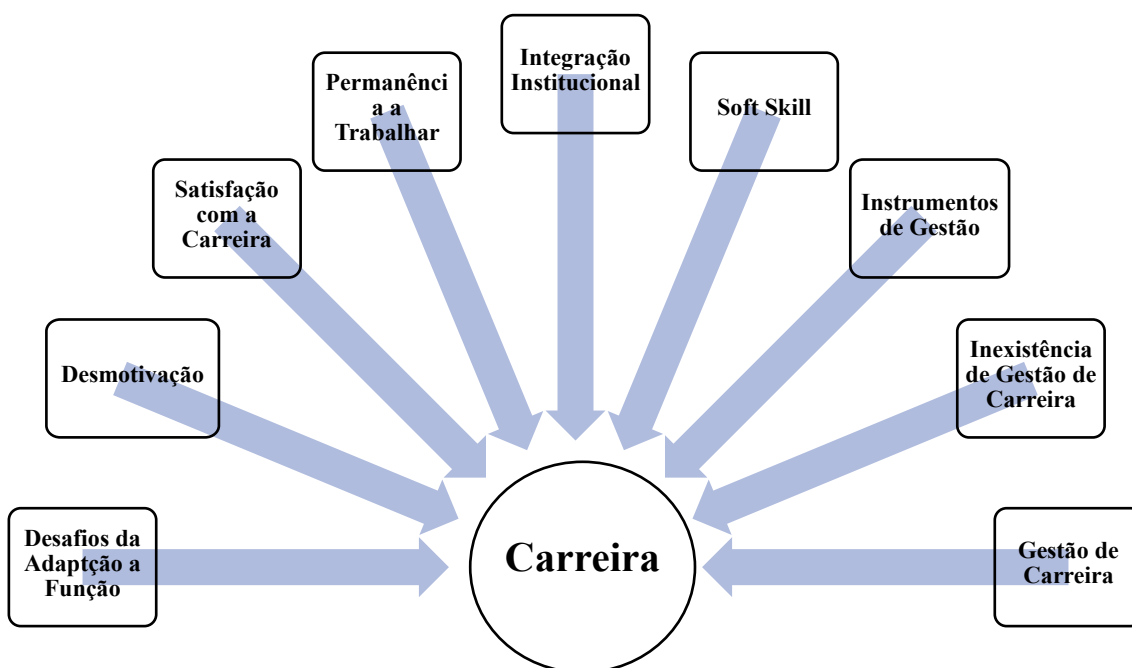 Integração
Institucional
Permanênci
a a
Trabalhar
Soft Skill
Satisfação
com a
Carreira
Instrumentos
de Gestão
Desmotivação
Inexistência
de Gestão de
Carreira
Desafios da
Adaptção a
Função
Carreira
Gestão de
Carreira